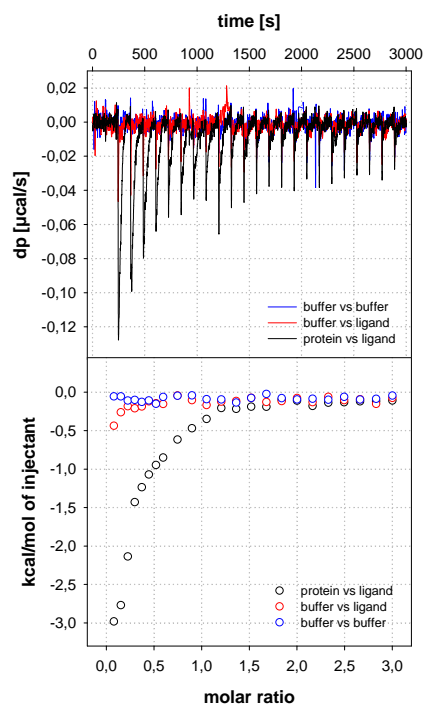 time [s]
0 500 1000 1500 2000 2500 3000
0,02
0,00
-0,02
-0,04
-0,06
-0,08
-0,10
-0,12
dp [µcal/s]
buffer vs buffer
buffer vs ligand
protein vs ligand
0,0
-0,5
-1,0
-1,5
-2,0
-2,5
-3,0
kcal/mol of injectant
protein vs ligand
buffer vs ligand
buffer vs buffer
0,0 0,5 1,0 1,5 2,0 2,5 3,0
molar ratio